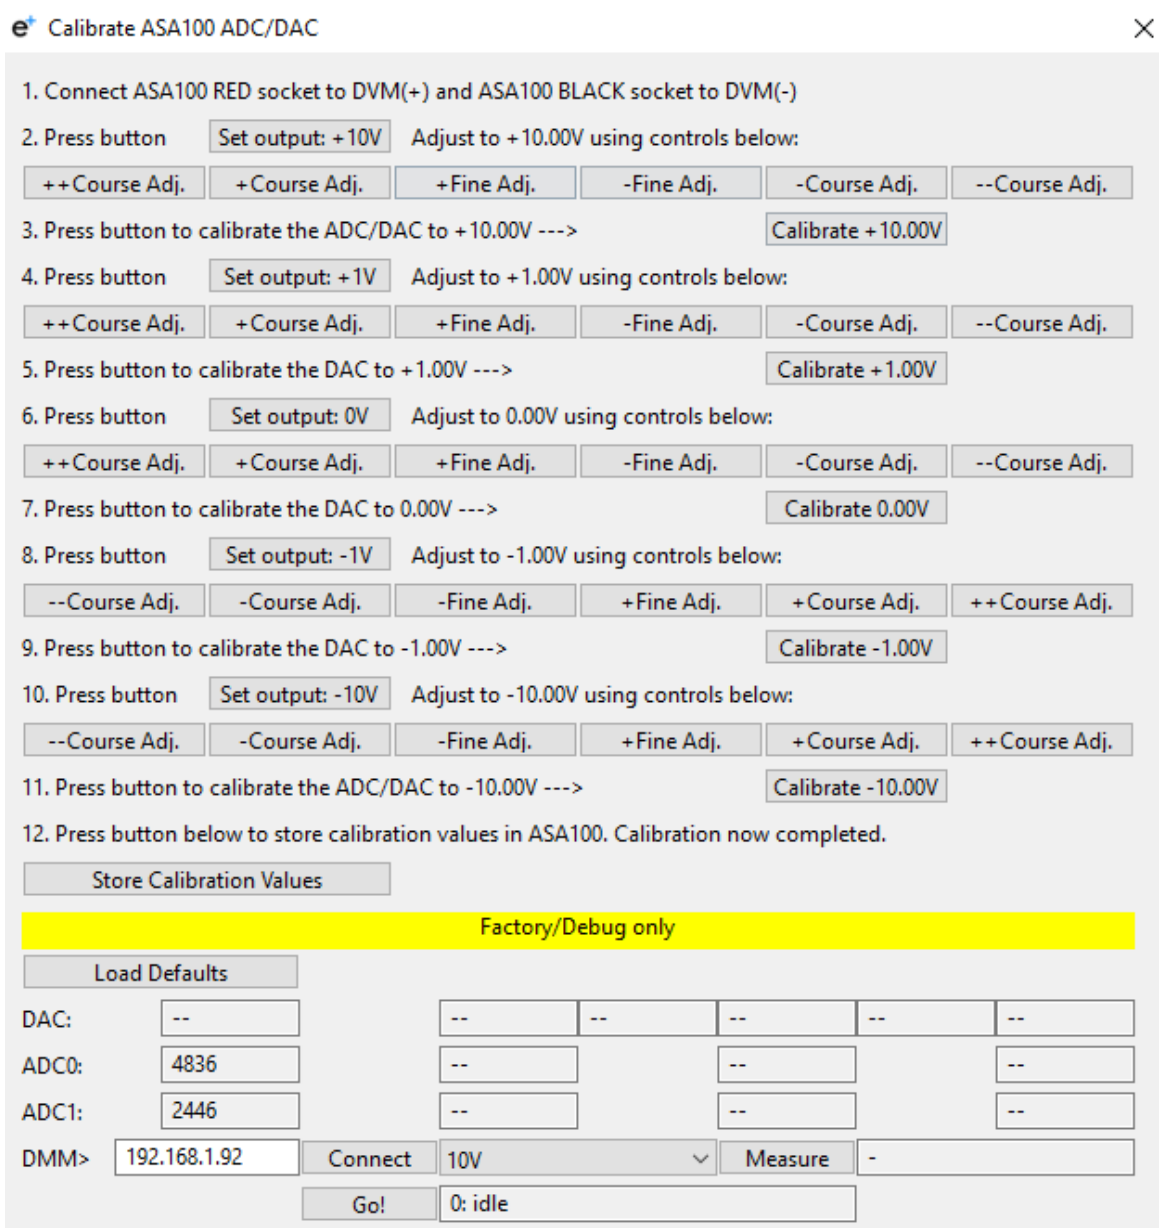 e+ Calibrate ASA100 ADC/DAC
1. Connect ASA100 RED socket to DVM(+) and ASA100 BLACK socket to DVM(-)
2. Press button Set output: +10V Adjust to +10.00V using controls below:
++Course Adj. +Course Adj. +Fine Adj. -Fine Adj. -Course Adj. --Course Adj.
3. Press button to calibrate the ADC/DAC to +10.00V ---> Calibrate +10.00V
4. Press button Set output: +1V Adjust to +1.00V using controls below:
++Course Adj. +Course Adj. +Fine Adj. -Fine Adj. -Course Adj. --Course Adj.
5. Press button to calibrate the DAC to +1.00V ---> Calibrate +1.00V
6. Press button Set output: 0V Adjust to 0.00V using controls below:
++Course Adj. +Course Adj. +Fine Adj. -Fine Adj. -Course Adj. --Course Adj.
7. Press button to calibrate the DAC to 0.00V ---> Calibrate 0.00V
8. Press button Set output: -1V Adjust to -1.00V using controls below:
--Course Adj. -Course Adj. -Fine Adj. +Fine Adj. +Course Adj. ++Course Adj.
9. Press button to calibrate the DAC to -1.00V ---> Calibrate -1.00V
10. Press button Set output: -10V Adjust to -10.00V using controls below:
--Course Adj. -Course Adj. -Fine Adj. +Fine Adj. +Course Adj. ++Course Adj.
11. Press button to calibrate the ADC/DAC to -10.00V ---> Calibrate -10.00V
12. Press button below to store calibration values in ASA100. Calibration now completed.
Store Calibration Values
Factory/Debug only
Load Defaults
DAC: -- -- -- -- -- --
ADC0: 4836 -- -- --
ADC1: 2446 -- -- --
DMM> 192.168.1.92 Connect 10V Measure -
Go! 0: idle